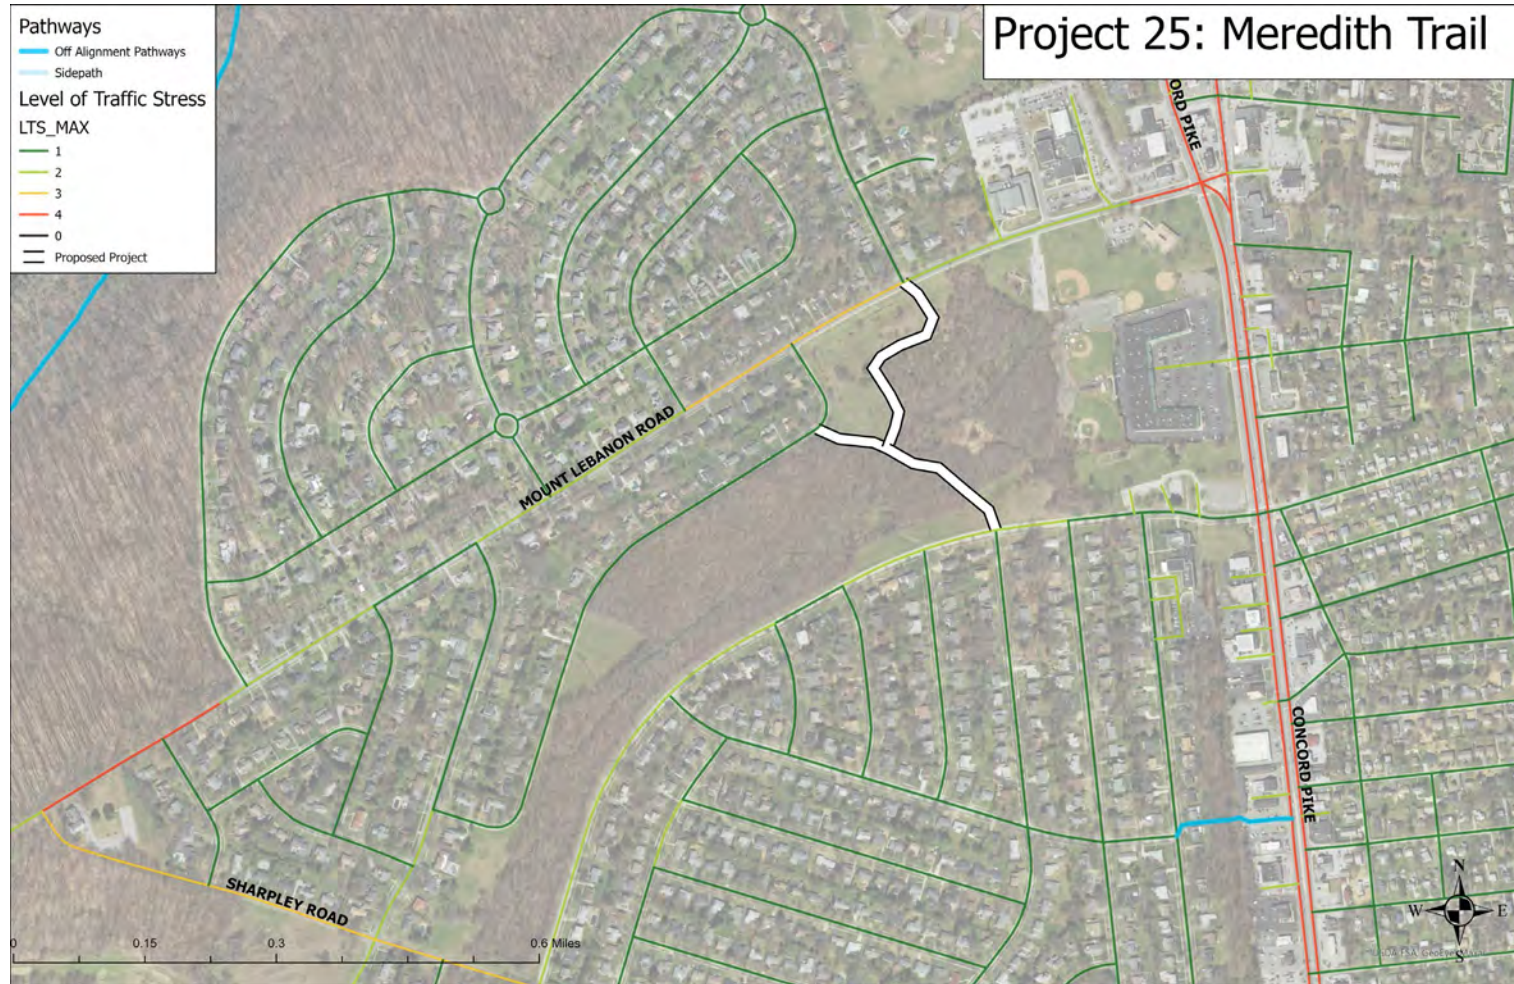 Project 25: Meredith Trail
Pathways
Off Alignment Pathways
Sidepath
Level of Traffic Stress
LTS_MAX
1
2
3
4
0
Proposed Project
ORD PIKE
MOUNT LEBANON ROAD
CONCORD PIKE
SHARPLEY ROAD
N
W E
S
0 0.15 0.3 0.6 Miles